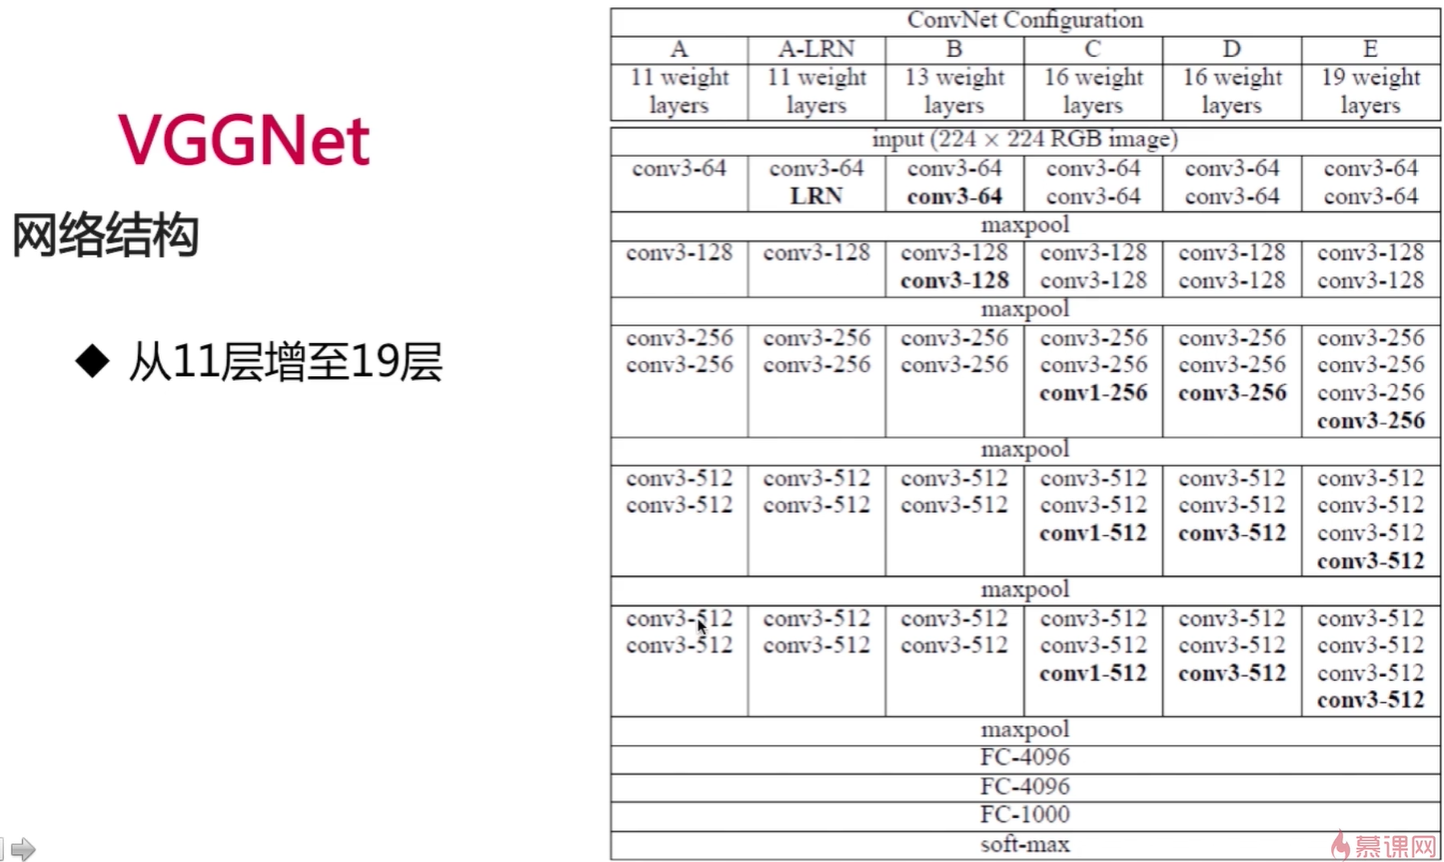 VGGNet
网络结构
◆ 从11层增至19层
ConvNet Configuration
A A-LRN B C D E
11 weight layers 11 weight layers 13 weight layers 16 weight layers 16 weight layers 19 weight layers
input (224 × 224 RGB image)
conv3-64 conv3-64 conv3-64 conv3-64 conv3-64 conv3-64
LRN conv3-64 conv3-64 conv3-64 conv3-64
maxpool
conv3-128 conv3-128 conv3-128 conv3-128 conv3-128 conv3-128
conv3-128 conv3-128 conv3-128 conv3-128
maxpool
conv3-256 conv3-256 conv3-256 conv3-256 conv3-256 conv3-256
conv3-256 conv3-256 conv3-256 conv3-256 conv3-256 conv3-256
conv1-256 conv3-256 conv3-256
conv3-256
maxpool
conv3-512 conv3-512 conv3-512 conv3-512 conv3-512 conv3-512
conv3-512 conv3-512 conv3-512 conv3-512 conv3-512 conv3-512
conv1-512 conv3-512 conv3-512
conv3-512
maxpool
conv3-512 conv3-512 conv3-512 conv3-512 conv3-512 conv3-512
conv3-512 conv3-512 conv3-512 conv3-512 conv3-512 conv3-512
conv1-512 conv3-512 conv3-512
conv3-512
maxpool
FC-4096
FC-4096
FC-1000
soft-max
慕课网